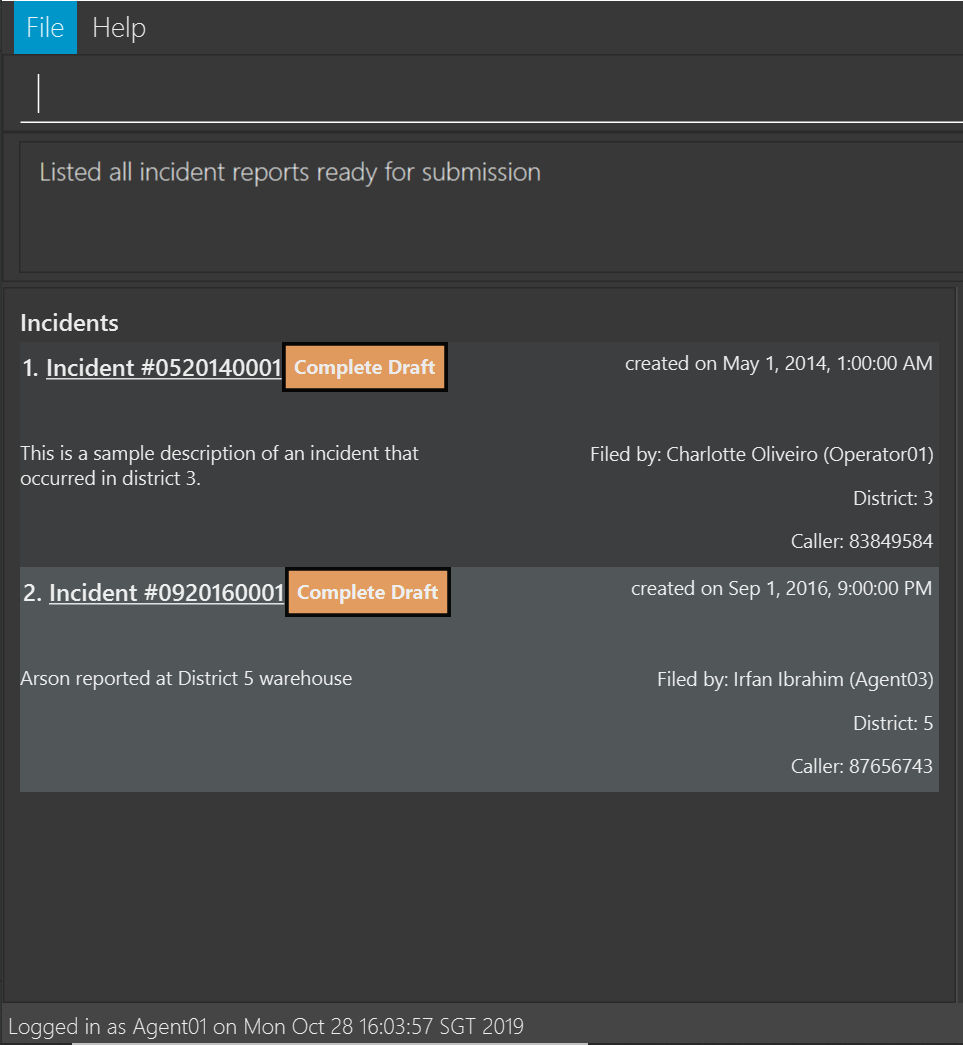 File Help
Listed all incident reports ready for submission
Incidents
1. Incident #0520140001 Complete Draft created on May 1, 2014, 1:00:00 AM
This is a sample description of an incident that
occurred in district 3.
Filed by: Charlotte Oliveiro (Operator01)
District: 3
Caller: 83849584
2. Incident #0920160001 Complete Draft created on Sep 1, 2016, 9:00:00 PM
Arson reported at District 5 warehouse
Filed by: Irfan Ibrahim (Agent03)
District: 5
Caller: 87656743
Logged in as Agent01 on Mon Oct 28 16:03:57 SGT 2019